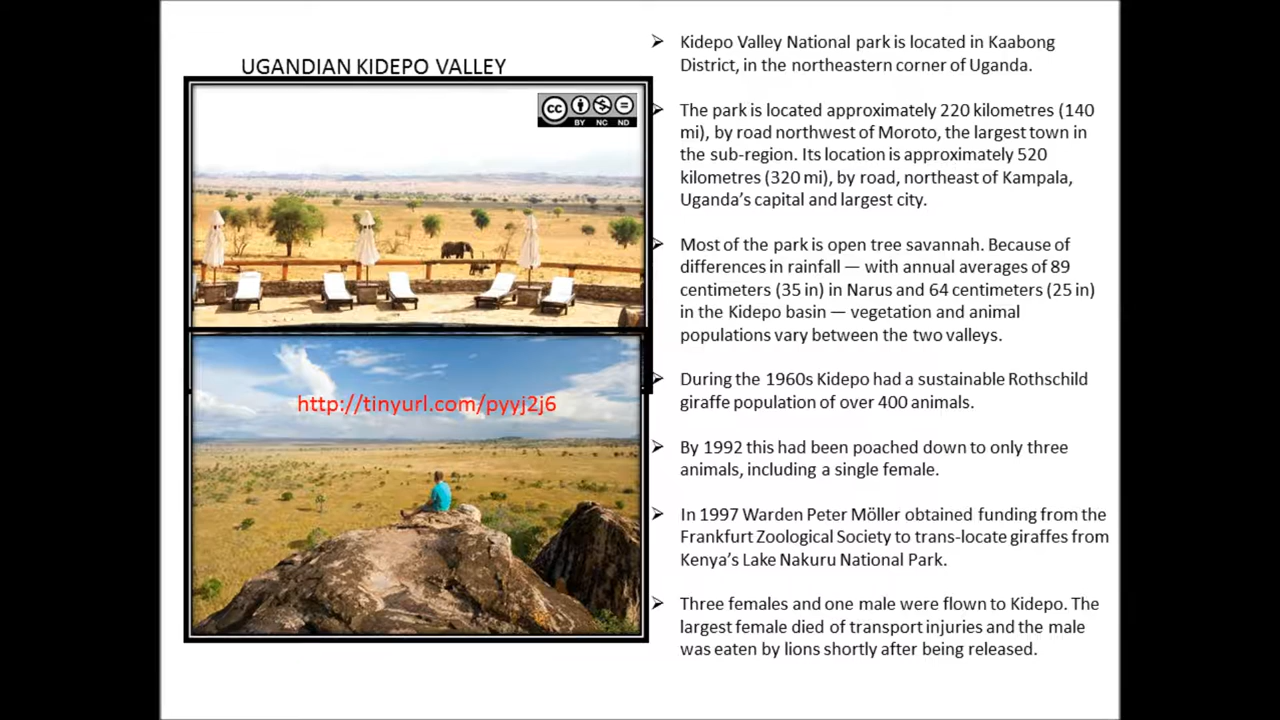 UGANDIAN KIDEPO VALLEY
cc
BY NC ND
http://tinyurl.com/pyyj2j6
➢ Kidepo Valley National park is located in Kaabong
District, in the northeastern corner of Uganda.
➢ The park is located approximately 220 kilometres (140
mi), by road northwest of Moroto, the largest town in
the sub-region. Its location is approximately 520
kilometres (320 mi), by road, northeast of Kampala,
Uganda’s capital and largest city.
➢ Most of the park is open tree savannah. Because of
differences in rainfall — with annual averages of 89
centimeters (35 in) in Narus and 64 centimeters (25 in)
in the Kidepo basin — vegetation and animal
populations vary between the two valleys.
➢ During the 1960s Kidepo had a sustainable Rothschild
giraffe population of over 400 animals.
➢ By 1992 this had been poached down to only three
animals, including a single female.
➢ In 1997 Warden Peter Möller obtained funding from the
Frankfurt Zoological Society to trans-locate giraffes from
Kenya’s Lake Nakuru National Park.
➢ Three females and one male were flown to Kidepo. The
largest female died of transport injuries and the male
was eaten by lions shortly after being released.